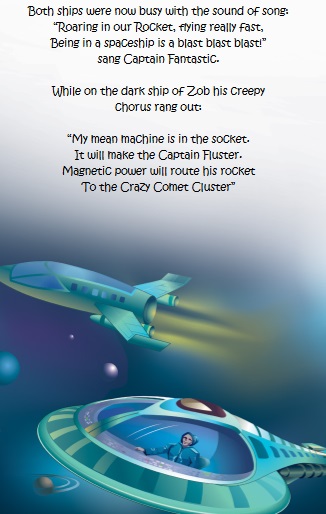 Both ships were now busy with the sound of song:
“Roaring in our Rocket, flying really fast,
Being in a spaceship is a blast blast blast!”
sang Captain Fantastic.
While on the dark ship of Zob his creepy
chorus rang out:
“My mean machine is in the socket.
It will make the Captain Fluster.
Magnetic power will route his rocket
To the Crazy Comet Cluster”